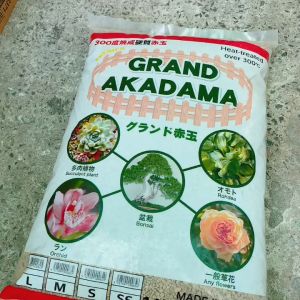 300度焼成硬質赤玉
Heat-treated
over 300℃
GRAND
AKADAMA
グランド赤玉
多肉植物
Succulent plant
オモト
Rohdea
盆栽
Bonsai
ラン
Orchid
一般草花
Any flowers
L M S SS
MADE